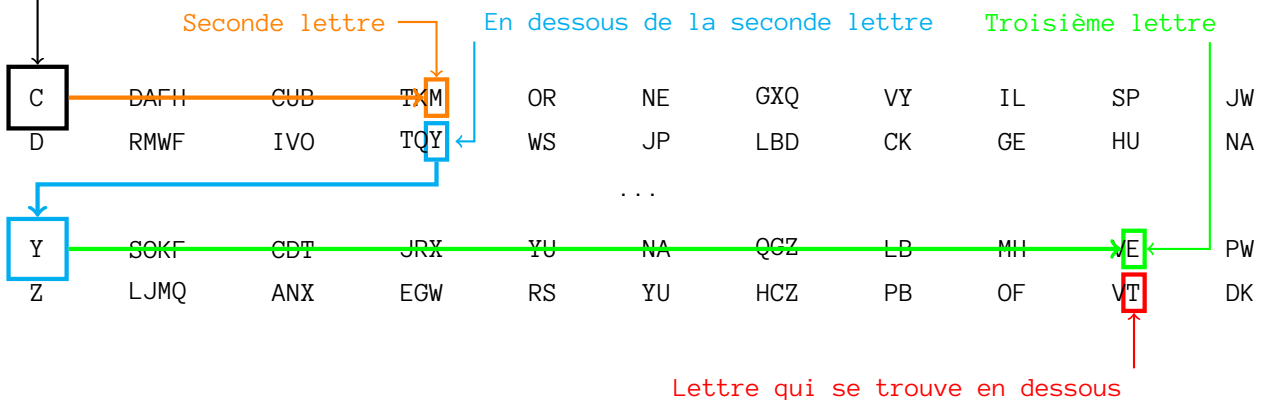 Seconde lettre En dessous de la seconde lettre Troisième lettre
C DAFH CUB TKM OR NE GXQ VY IL SP JW
D RMWF IVO TQY WS JP LBD CK GE HU NA
...
Y SOKF CDT JRX YU NA QGZ LB MH VE PW
Z LJMQ ANX EGW RS YU HCZ PB OF VT DK
Lettre qui se trouve en dessous